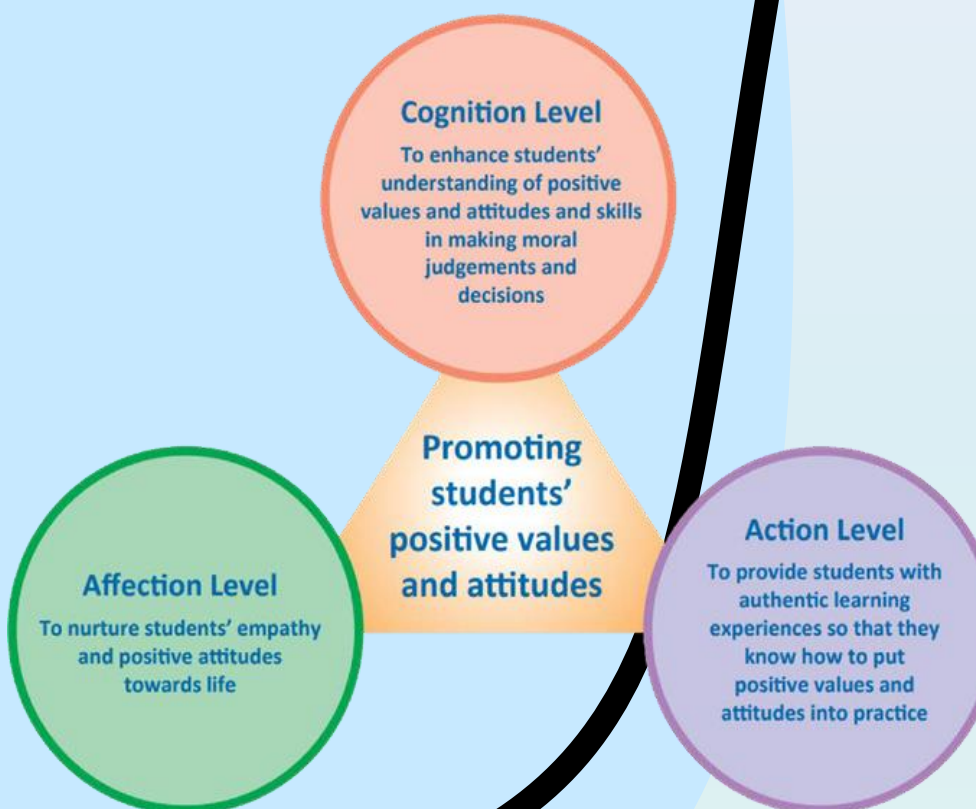 Cognition Level
To enhance students’
understanding of positive
values and attitudes and skills
in making moral
judgements and
decisions
Promoting
students’
positive values
and attitudes
Affection Level
To nurture students’ empathy
and positive attitudes
towards life
Action Level
To provide students with
authentic learning
experiences so that they
know how to put
positive values and
attitudes into practice